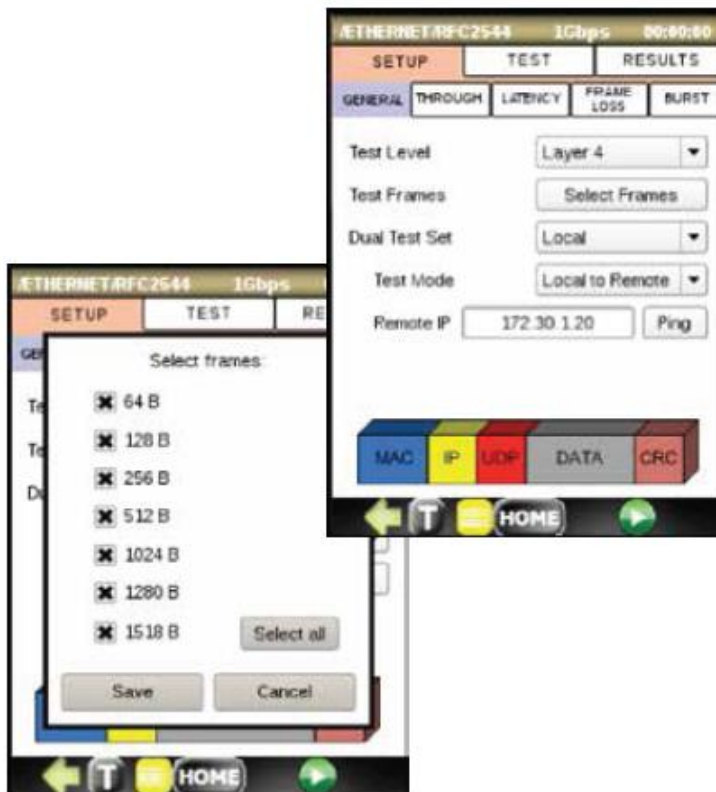 ÆTHERNET/RFC2544 1Gbps 00:00:00
SETUP TEST RESULTS
GENERAL THROUGH LATENCY FRAME LOSS BURST
Test Level Layer 4
Test Frames Select Frames
Dual Test Set Local
Test Mode Local to Remote
Remote IP 172.30.1.20 Ping
MAC IP UDP DATA CRC
T HOME
ÆTHERNET/RFC2544 1Gbps
SETUP TEST RE
Select frames
64 B
128 B
256 B
512 B
1024 B
1280 B
1518 B
Select all
Save Cancel
T HOME